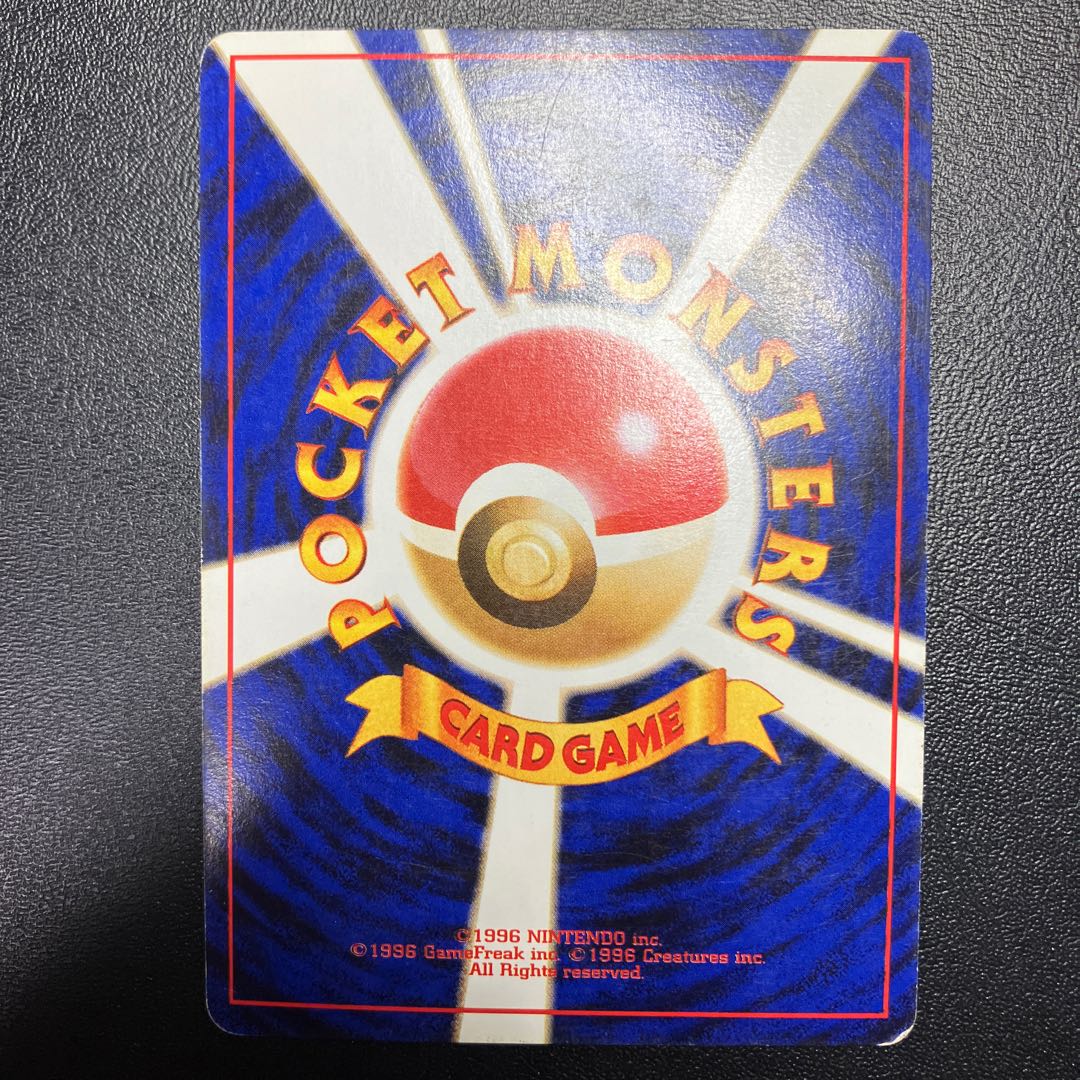 POCKET MONSTERS
CARD GAME
©1996 NINTENDO inc.
©1996 GameFreak inc. ©1996 Creatures inc.
All Rights reserved.